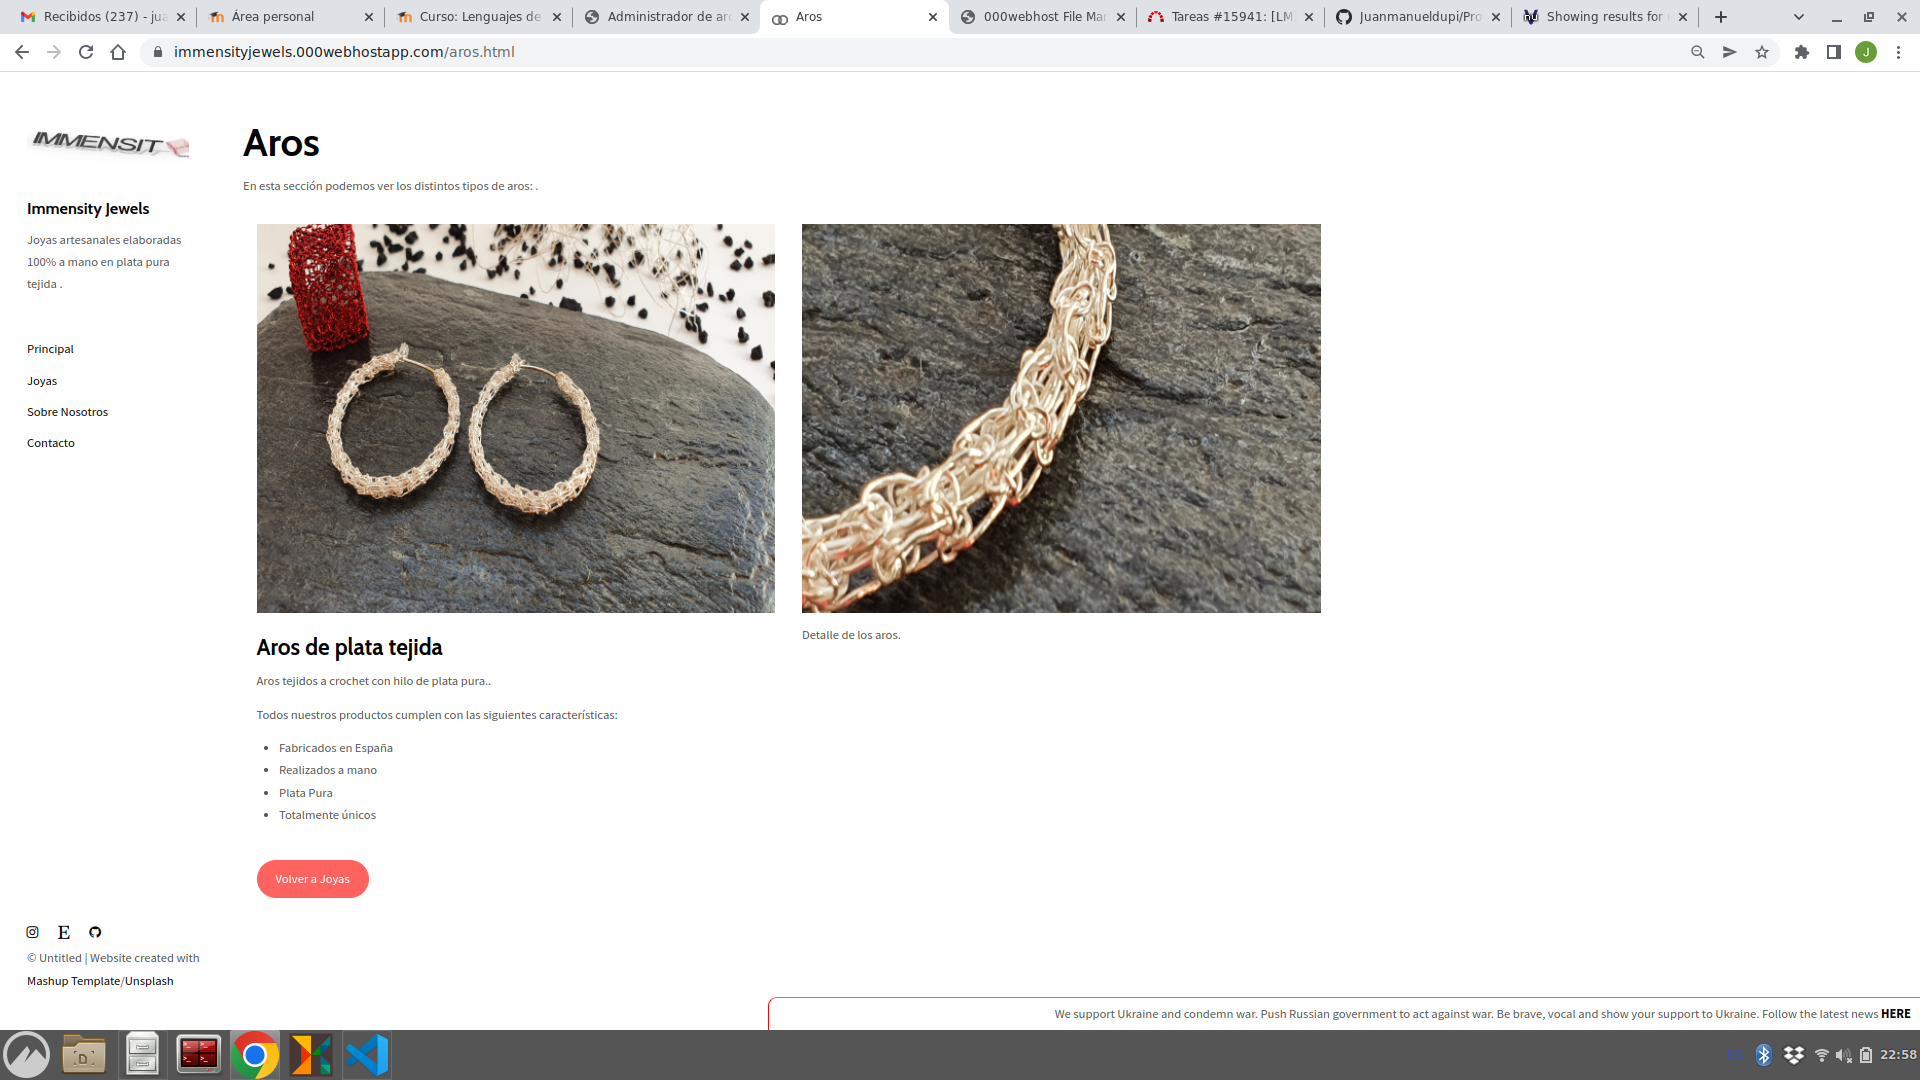 Recibidos (237) - jua
Área personal
Curso: Lenguajes de
Administrador de arc
Aros
000webhost File Man
Tareas #15941: [LM]
Juanmanueldupi/Pro
Showing results for
immensityjewels.000webhostapp.com/aros.html
J
IMMENSIT
Immensity Jewels
Joyas artesanales elaboradas
100% a mano en plata pura
tejida .
Principal
Joyas
Sobre Nosotros
Contacto
Aros
En esta sección podemos ver los distintos tipos de aros: .
Aros de plata tejida
Aros tejidos a crochet con hilo de plata pura..
Todos nuestros productos cumplen con las siguientes características:
Fabricados en España
Realizados a mano
Plata Pura
Totalmente únicos
Volver a Joyas
Detalle de los aros.
E
© Untitled | Website created with
Mashup Template/Unsplash
We support Ukraine and condemn war. Push Russian government to act against war. Be brave, vocal and show your support to Ukraine. Follow the latest news HERE
D
ES
22:58